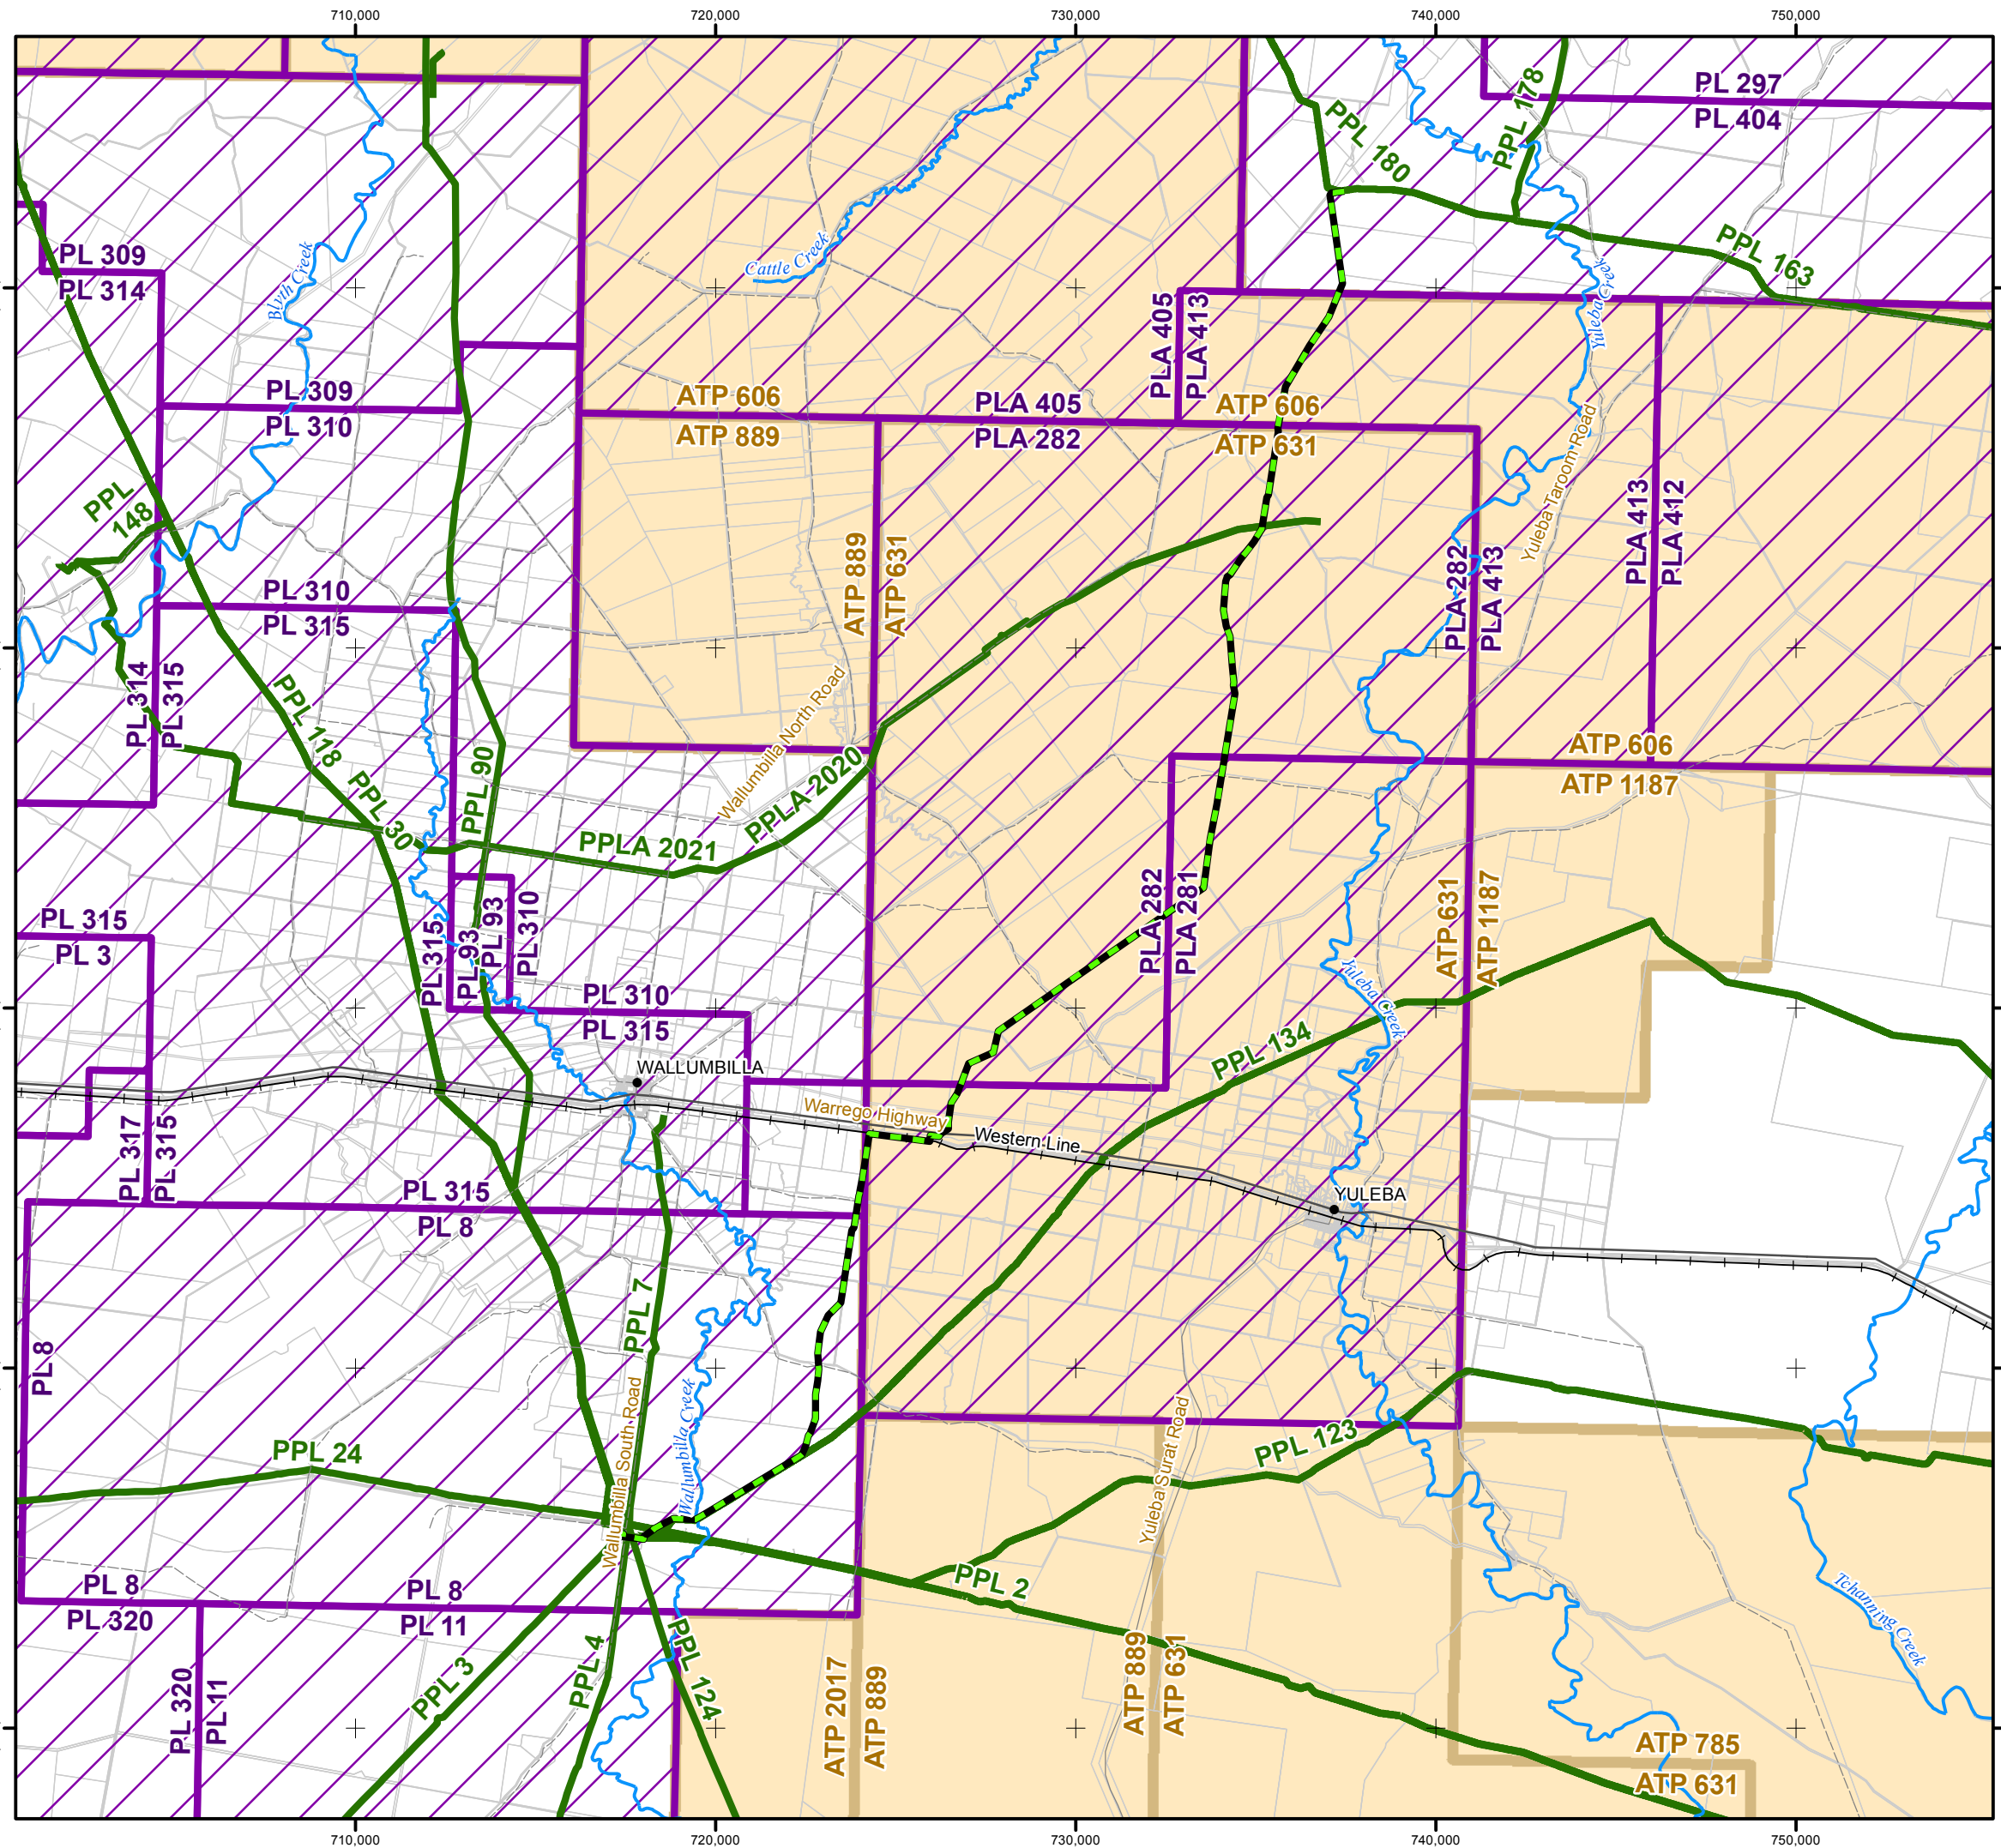 710,000
720,000
730,000
740,000
750,000
PL 297
PL 404
PPL 178
PPL 180
PPL 163
PL 309
PL 314
Blyth Creek
Cattle Creek
Yuleba Creek
PLA 405
PLA 413
PL 309
PL 310
ATP 606
ATP 889
PLA 405
PLA 282
ATP 606
ATP 631
Yuleba Taroom Road
PPL
148
PLA 413
PLA 412
ATP 889
ATP 631
PLA 282
PLA 413
PL 310
PL 315
PL 314
PL 315
PPL 118
Wallumbilla North Road
PPL 90
PPLA 2020
ATP 606
ATP 1187
PPL 30
PPLA 2021
PL 315
PL 3
PL 315
PL 93
PL 93
PL 310
PLA 282
PLA 281
ATP 631
ATP 1187
Yuleba Creek
PL 310
PL 315
PPL 134
WALLUMBILLA
Warrego Highway
Western Line
PL 317
PL 315
YULEBA
PL 315
PL 8
PL 8
PPL 7
Wallumbilla South Road
Wallumbilla Creek
PPL 24
Yuleba Surat Road
PPL 123
PPL 2
PL 8
PL 320
PL 8
PL 11
Tchanning Creek
PL 320
PL 11
PPL 3
PPL 4
PPL 124
ATP 2017
ATP 889
ATP 889
ATP 631
ATP 785
ATP 631
710,000
720,000
730,000
740,000
750,000